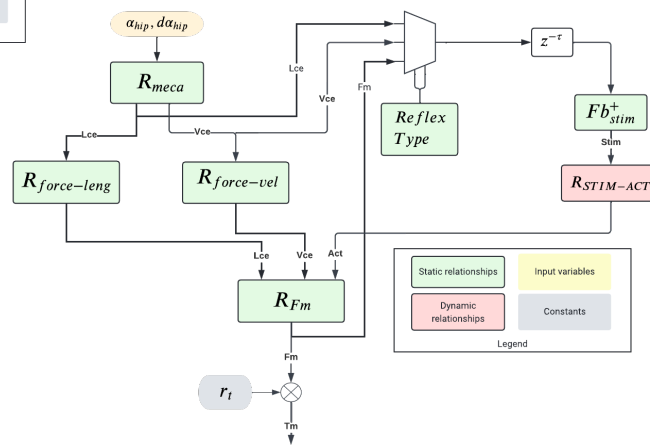 α_hip, dα_hip
R_meca
Lce
Vce
Fm
z^−τ
Reflex
Type
Fb^+_stim
Stim
Lce
Vce
R_force−leng
R_force−vel
R_STIM−ACT
Lce
Vce
Act
R_Fm
Static relationships
Input variables
Dynamic
relationships
Constants
Legend
Fm
r_t
Tm